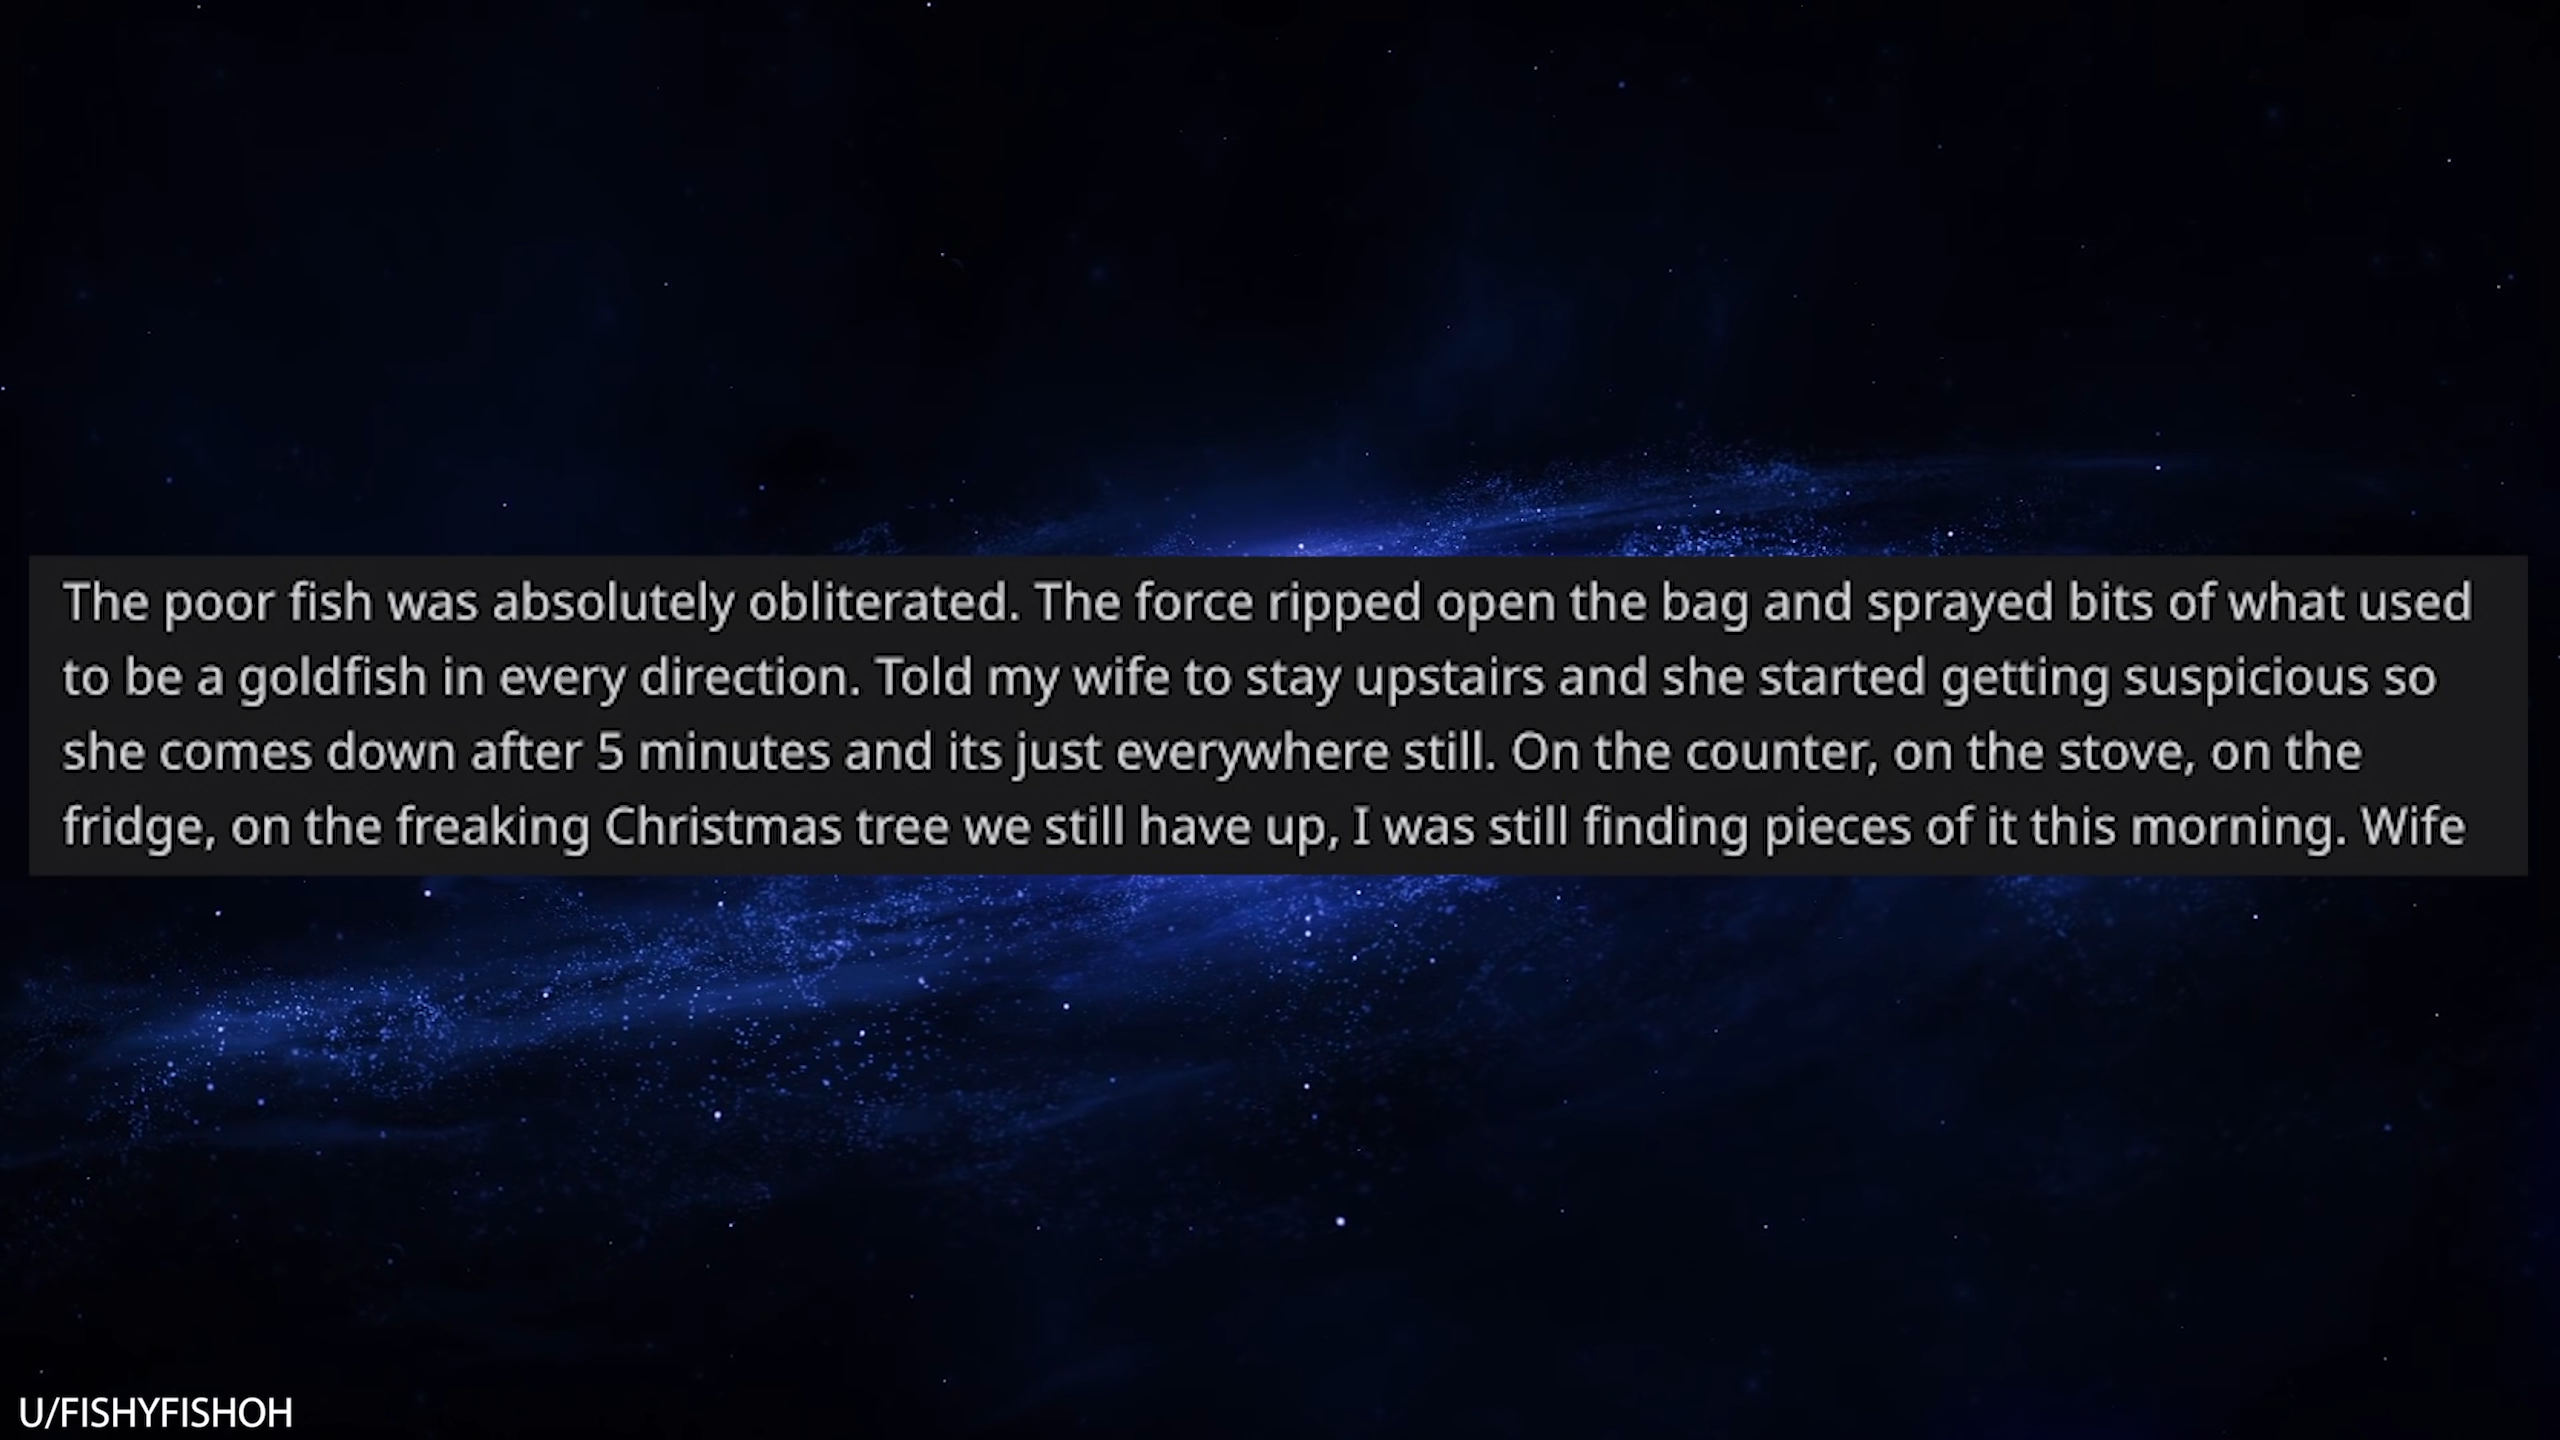 The poor fish was absolutely obliterated. The force ripped open the bag and sprayed bits of what used
to be a goldfish in every direction. Told my wife to stay upstairs and she started getting suspicious so
she comes down after 5 minutes and its just everywhere still. On the counter, on the stove, on the
fridge, on the freaking Christmas tree we still have up, I was still finding pieces of it this morning. Wife
U/FISHYFISHOH